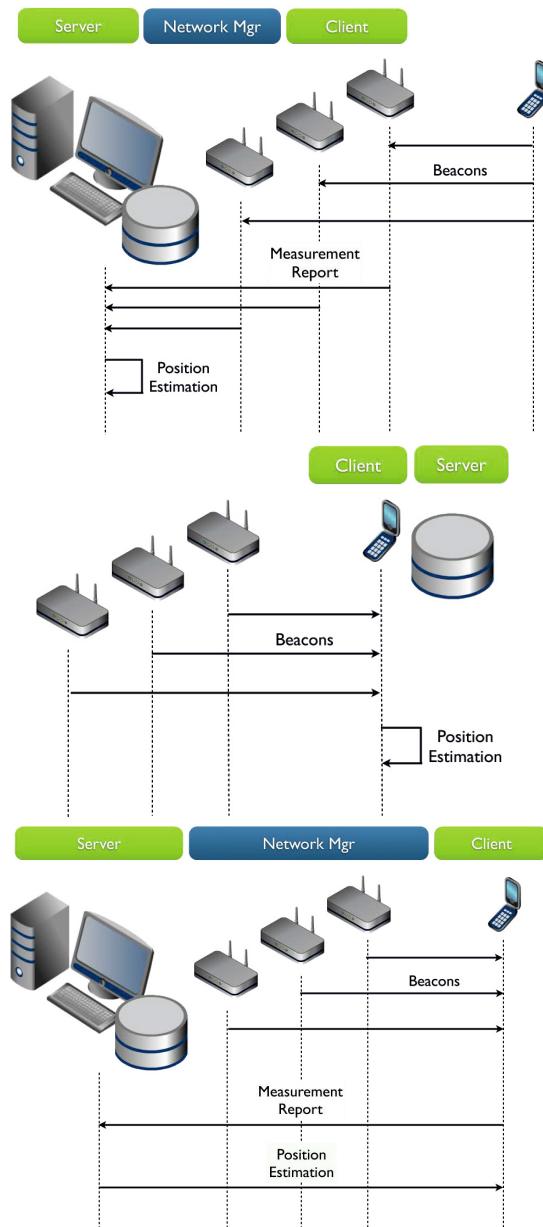 Server
Network Mgr
Client
Beacons
Measurement
Report
Position
Estimation
Client
Server
Beacons
Position
Estimation
Server
Network Mgr
Client
Beacons
Measurement
Report
Position
Estimation